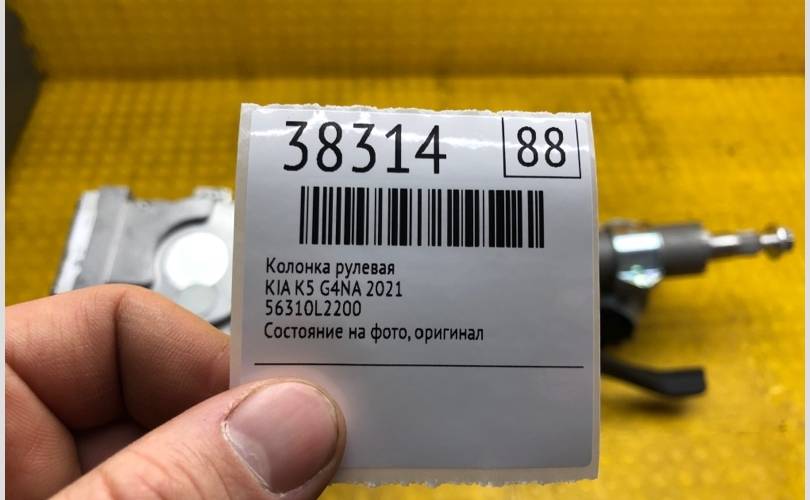 38314
88
Колонка рулевая
KIA K5 G4NA 2021
56310L2200
Состояние на фото, оригинал